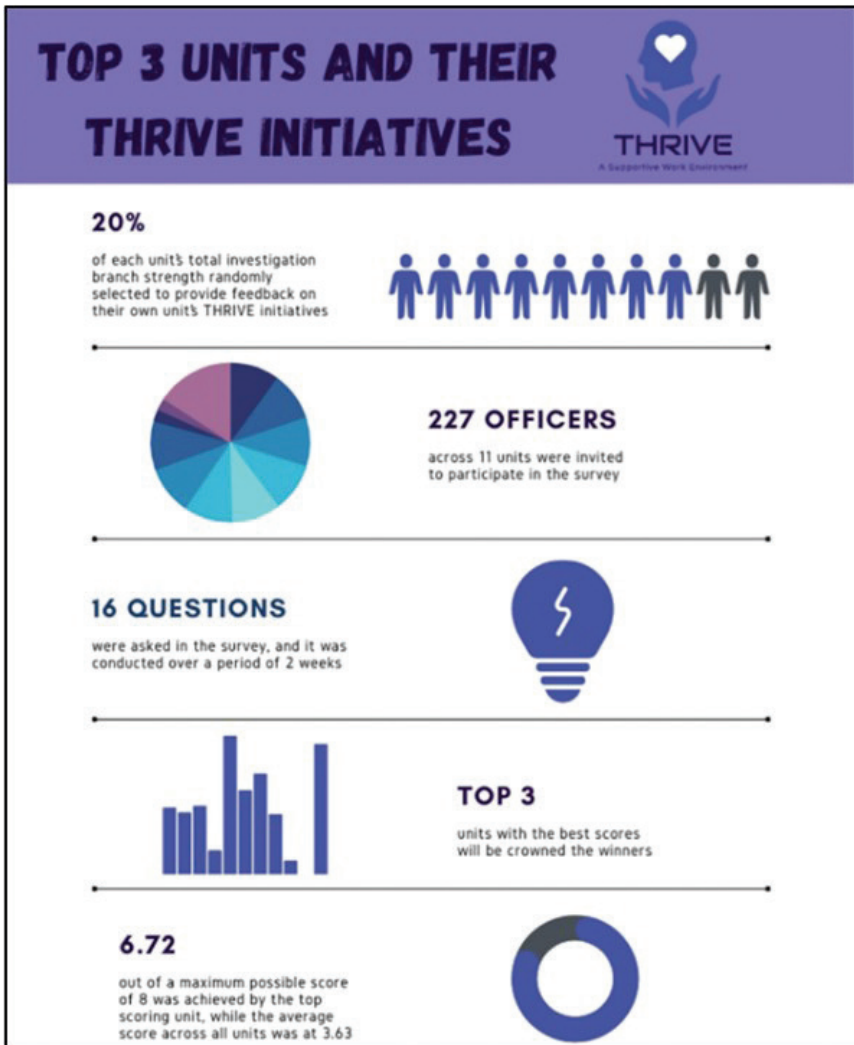 TOP 3 UNITS AND THEIR
THRIVE INITIATIVES
THRIVE
A Supportive Work Environment
20%
of each unit's total investigation
branch strength randomly
selected to provide feedback on
their own unit's THRIVE initiatives
227 OFFICERS
across 11 units were invited
to participate in the survey
16 QUESTIONS
were asked in the survey, and it was
conducted over a period of 2 weeks
TOP 3
units with the best scores
will be crowned the winners
6.72
out of a maximum possible score
of 8 was achieved by the top
scoring unit, while the average
score across all units was at 3.63